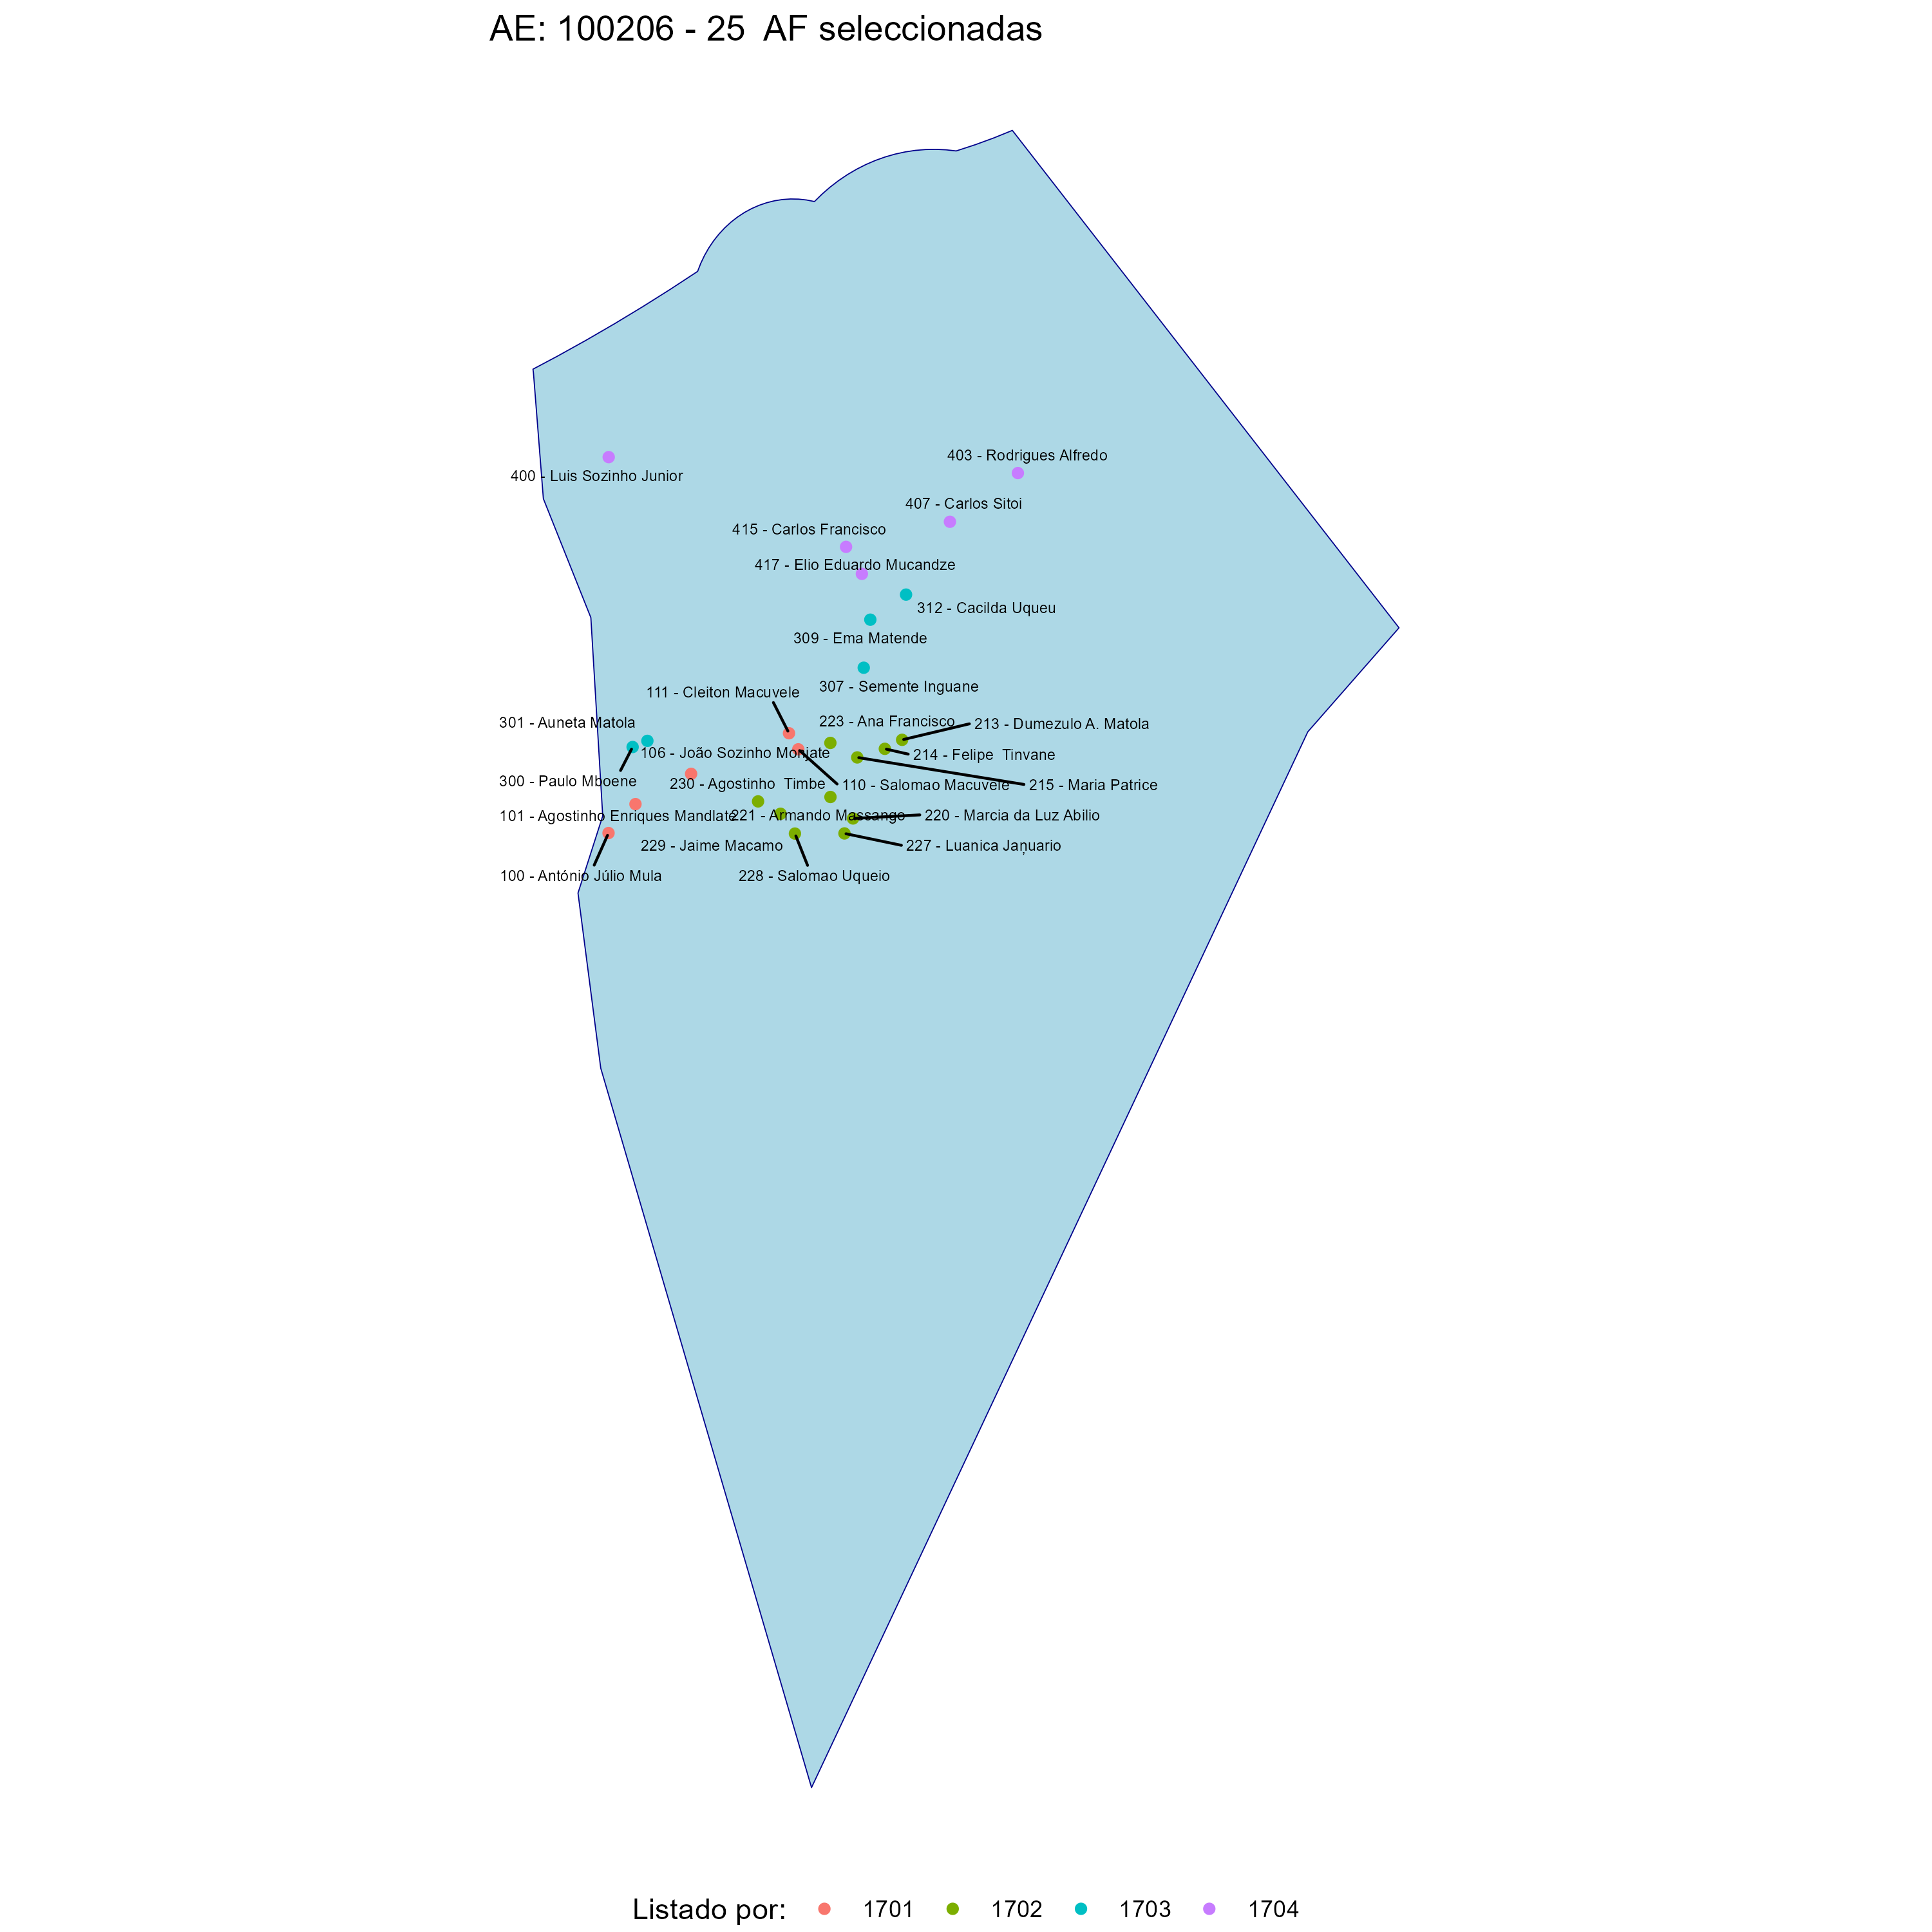 AE: 100206 - 25  AF seleccionadas
403 - Rodrigues Alfredo
400 - Luis Sozinho Junior
407 - Carlos Sitoi
415 - Carlos Francisco
417 - Elio Eduardo Mucandze
312 - Cacilda Uqueu
309 - Ema Matende
307 - Semente Inguane
111 - Cleiton Macuvele
301 - Auneta Matola
223 - Ana Francisco
213 - Dumezulo A. Matola
106 - João Sozinho Monjate
214 - Felipe  Tinvane
300 - Paulo Mboene
230 - Agostinho  Timbe
110 - Salomao Macuvele
215 - Maria Patrice
101 - Agostinho Enriques Mandlate
221 - Armando Massango
220 - Marcia da Luz Abilio
229 - Jaime Macamo
227 - Luanica Januario
100 - António Júlio Mula
228 - Salomao Uqueio
Listado por: 1701 1702 1703 1704